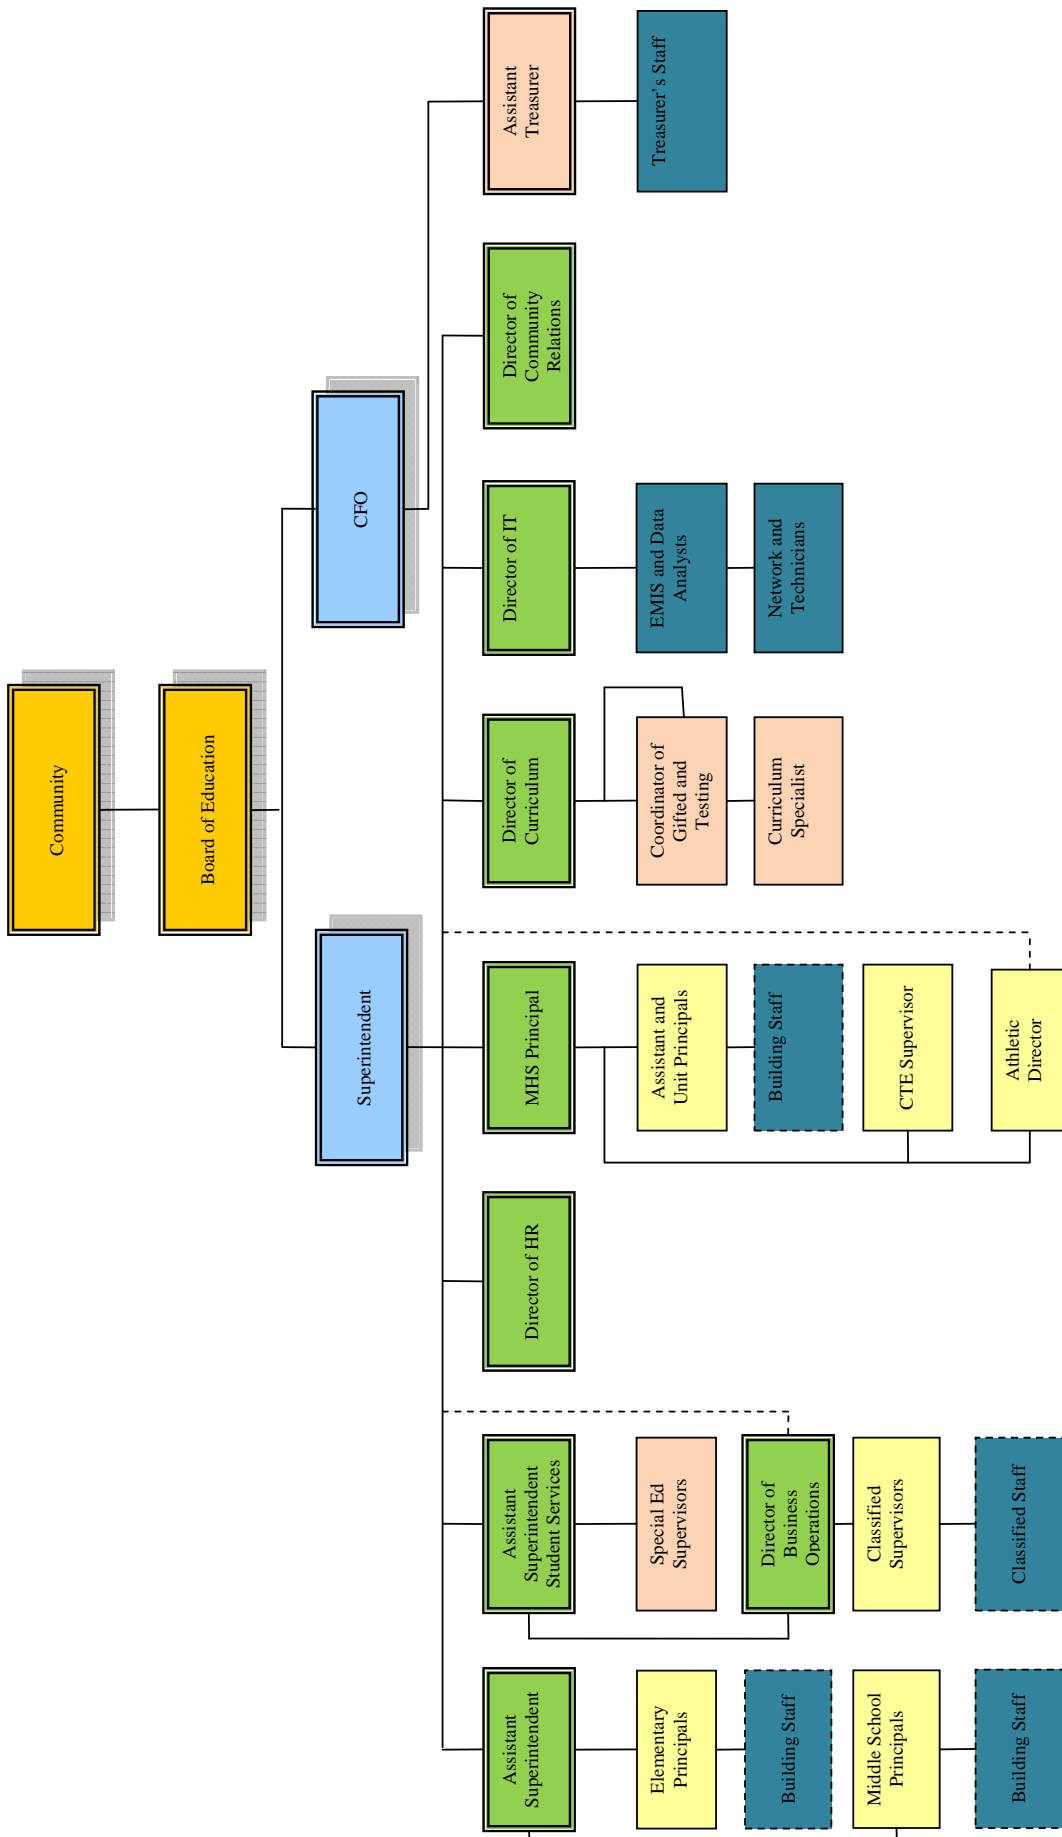 Community
Board of Education
Superintendent
CFO
Assistant
Superintendent
Assistant
Superintendent
Student Services
Director of HR
MHS Principal
Director of
Curriculum
Director of IT
Director of
Community
Relations
Assistant
Treasurer
Elementary
Principals
Special Ed
Supervisors
Assistant and
Unit Principals
Coordinator of
Gifted and
Testing
EMIS and Data
Analysts
Treasurer's Staff
Building Staff
Director of
Business
Operations
Building Staff
Curriculum
Specialist
Network and
Technicians
Middle School
Principals
Classified
Supervisors
CTE Supervisor
Building Staff
Classified Staff
Athletic
Director